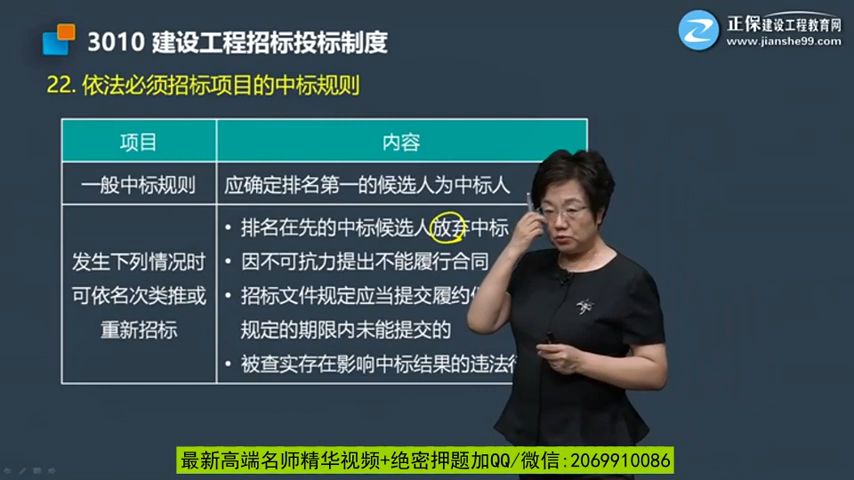 正保建设工程教育网
www.jianshe99.com
3010 建设工程招标投标制度
22. 依法必须招标项目的中标规则
项目
内容
一般中标规则
应确定排名第一的候选人为中标人
发生下列情况时
可依名次类推或
重新招标
• 排名在先的中标候选人放弃中标
• 因不可抗力提出不能履行合同
• 招标文件规定应当提交履约
规定的期限内未能提交的
• 被查实存在影响中标结果的违法
最新高端名师精华视频+绝密押题加QQ/微信:2069910086